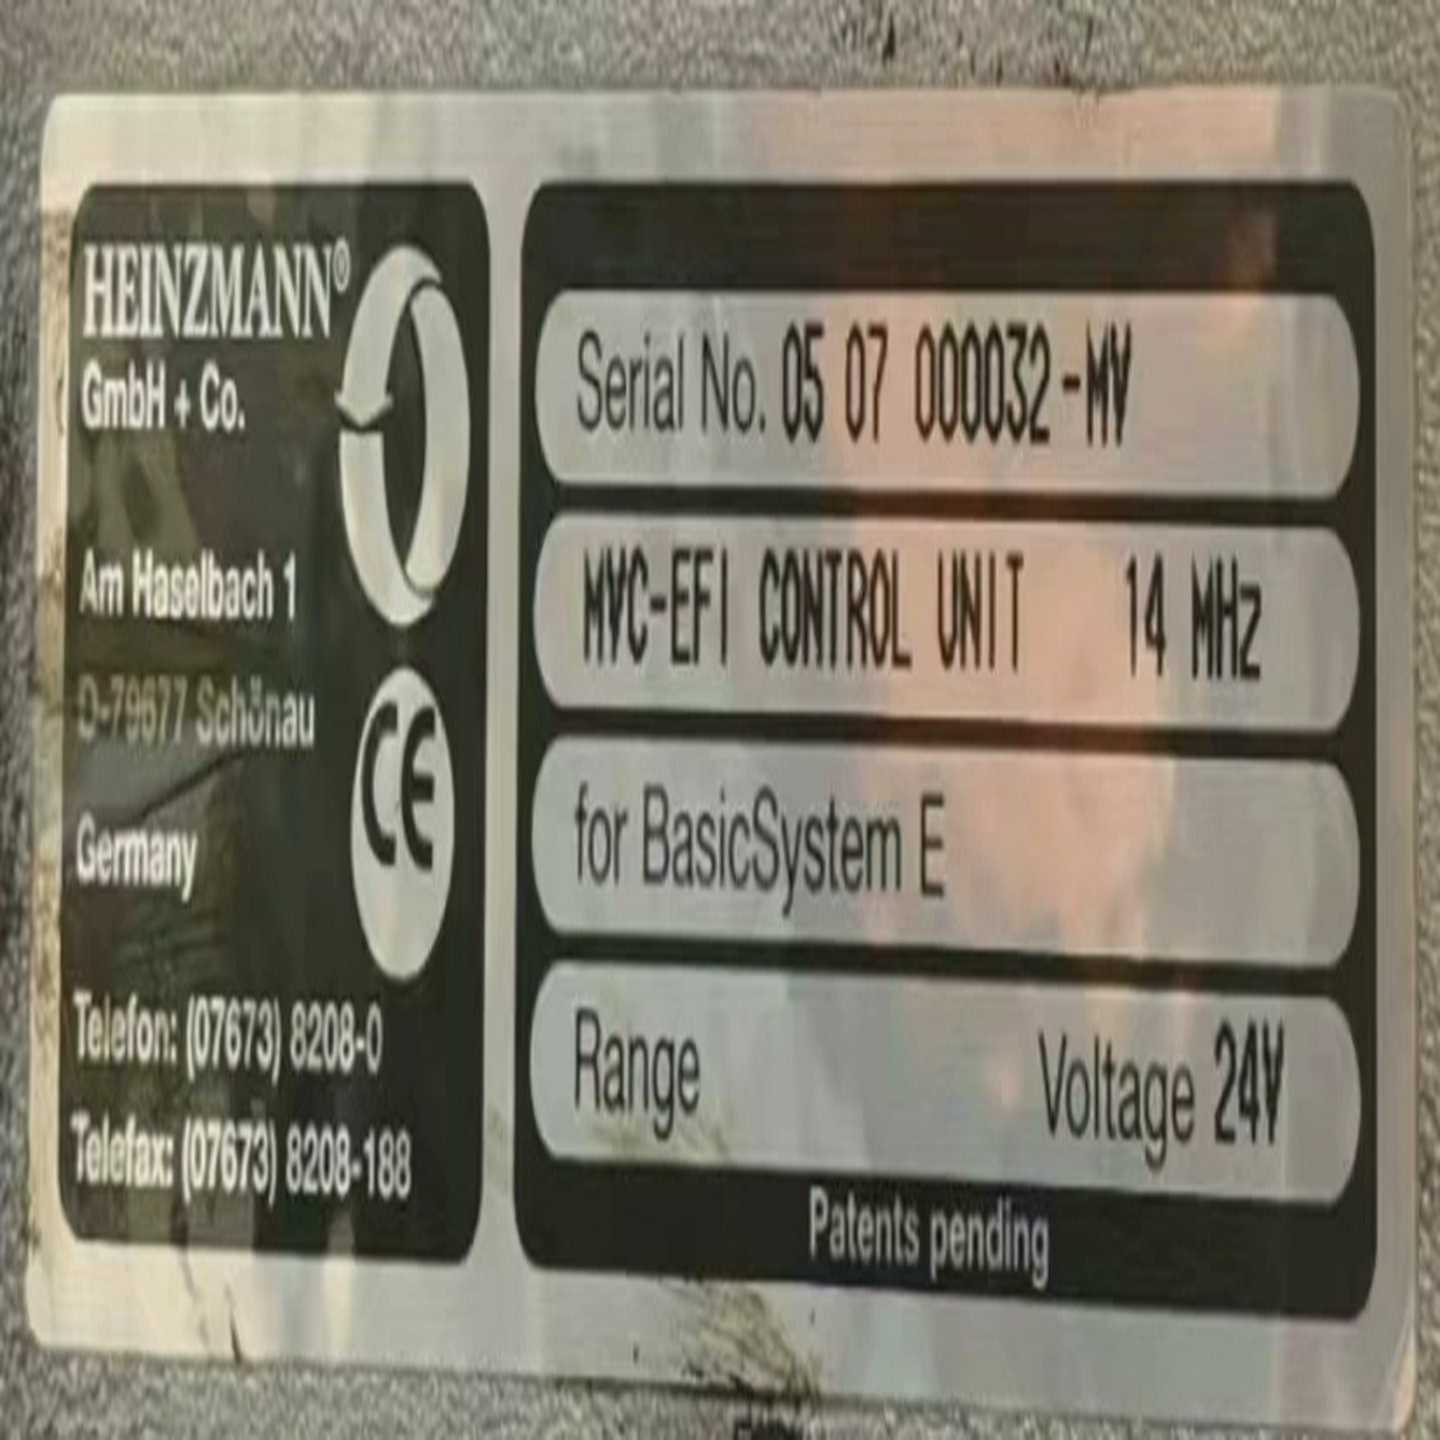 HEINZMANN®
GmbH + Co.
Am Haselbach 1
D-79677 Schönau
Germany
Telefon: (07673) 8208-0
Telefax: (07673) 8208-188
CE
Serial No. 05 07 000032-MV
MVC-EFI CONTROL UNIT 14 MHz
for BasicSystem E
Range Voltage 24V
Patents pending